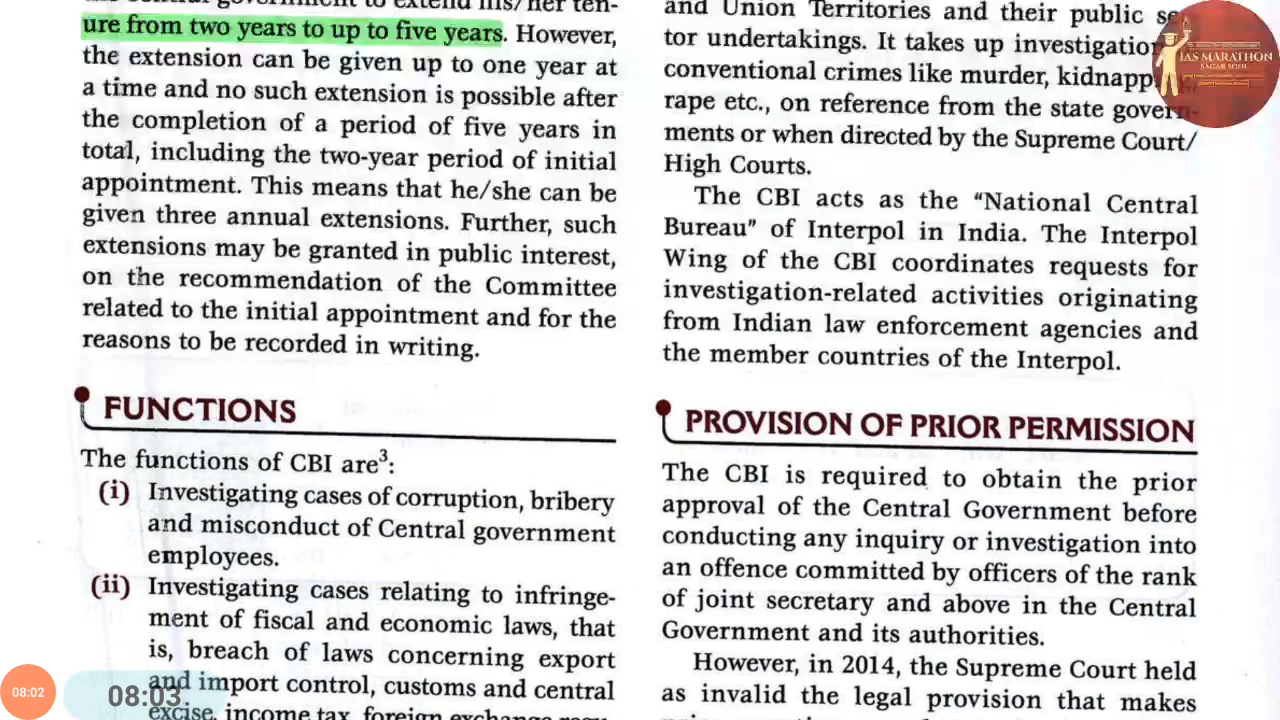 ure from two years to up to five years. However,
the extension can be given up to one year at
a time and no such extension is possible after
the completion of a period of five years in
total, including the two-year period of initial
appointment. This means that he/she can be
given three annual extensions. Further, such
extensions may be granted in public interest,
on the recommendation of the Committee
related to the initial appointment and for the
reasons to be recorded in writing.
FUNCTIONS
The functions of CBI are³:
(i) Investigating cases of corruption, bribery
and misconduct of Central government
employees.
(ii) Investigating cases relating to infringe-
ment of fiscal and economic laws, that
is, breach of laws concerning export
and import control, customs and central
excise, income tax, foreign exchange
and Union Territories and their public
tor undertakings. It takes up
conventional crimes like murder,
rape etc., on reference from the state govern-
ments or when directed by the Supreme Court/
High Courts.
The CBI acts as the “National Central
Bureau” of Interpol in India. The Interpol
Wing of the CBI coordinates requests for
investigation-related activities originating
from Indian law enforcement agencies and
the member countries of the Interpol.
PROVISION OF PRIOR PERMISSION
The CBI is required to obtain the prior
approval of the Central Government before
conducting any inquiry or investigation into
an offence committed by officers of the rank
of joint secretary and above in the Central
Government and its authorities.
However, in 2014, the Supreme Court held
as invalid the legal provision that makes
IAS MARATHON
SAGAR SONI
08:02
08:03